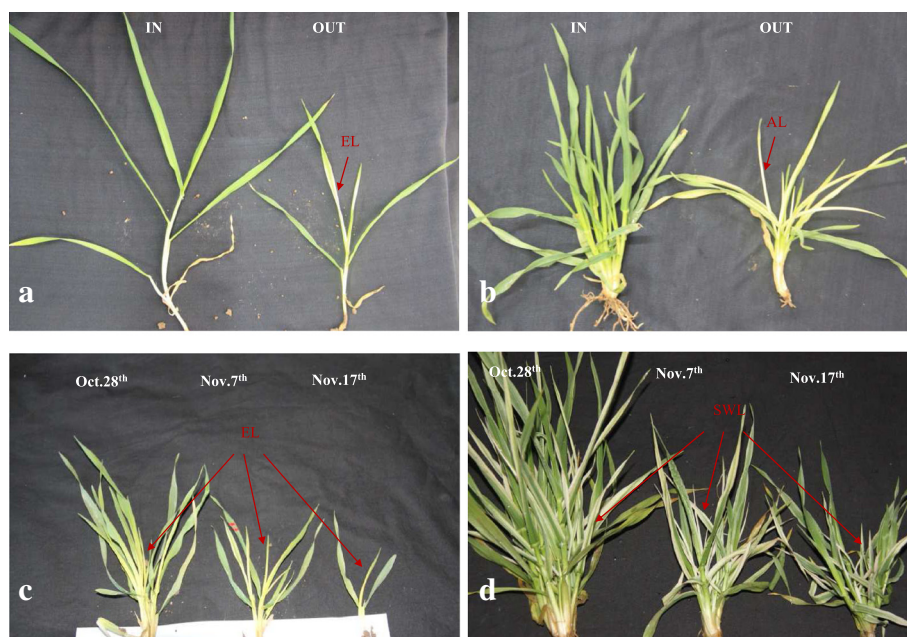 IN OUT
EL
a
IN OUT
AL
b
Oct.28th Nov.7th Nov.17th
EL
c
Oct.28th Nov.7th Nov.17th
SWL
d